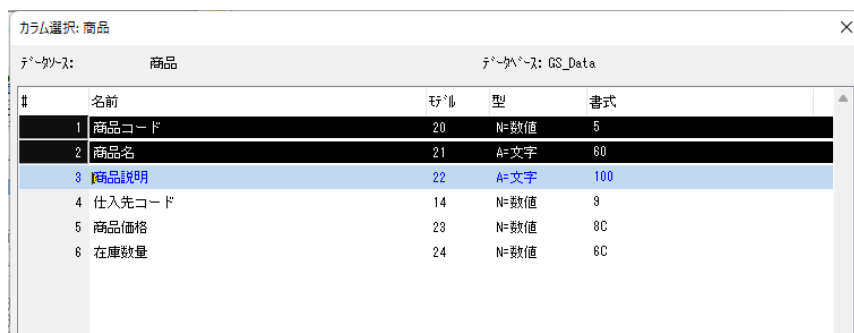 カラム選択: 商品
ﾃﾞｰﾀｿｰｽ: 商品 ﾃﾞｰﾀﾍﾞｰｽ: GS_Data
# 名前 ﾓﾃﾞﾙ 型 書式
1 商品コード 20 N=数値 5
2 商品名 21 A=文字 60
3 商品説明 22 A=文字 100
4 仕入先コード 14 N=数値 9
5 商品価格 23 N=数値 8C
6 在庫数量 24 N=数値 6C